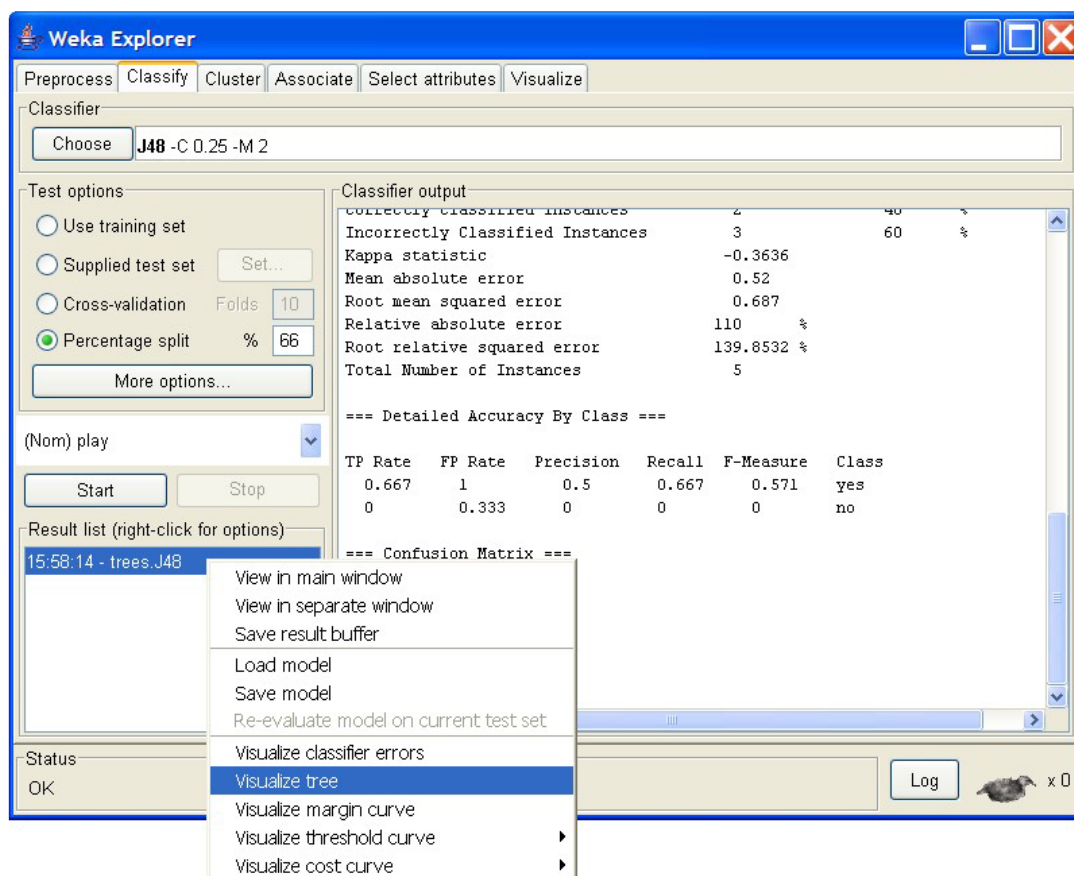 Weka Explorer
Preprocess Classify Cluster Associate Select attributes Visualize
Classifier
Choose J48 -C 0.25 -M 2
Test options
Use training set
Supplied test set Set...
Cross-validation Folds 10
Percentage split % 66
More options...
(Nom) play
Start Stop
Result list (right-click for options)
15:58:14 - trees.J48
Classifier output
Correctly Classified Instances 2 40 %
Incorrectly Classified Instances 3 60 %
Kappa statistic -0.3636
Mean absolute error 0.52
Root mean squared error 0.687
Relative absolute error 110 %
Root relative squared error 139.8532 %
Total Number of Instances 5
=== Detailed Accuracy By Class ===
TP Rate FP Rate Precision Recall F-Measure Class
0.667 1 0.5 0.667 0.571 yes
0 0.333 0 0 0 no
=== Confusion Matrix ===
View in main window
View in separate window
Save result buffer
Load model
Save model
Re-evaluate model on current test set
Visualize classifier errors
Visualize tree
Visualize margin curve
Visualize threshold curve
Visualize cost curve
Status
OK
Log x 0